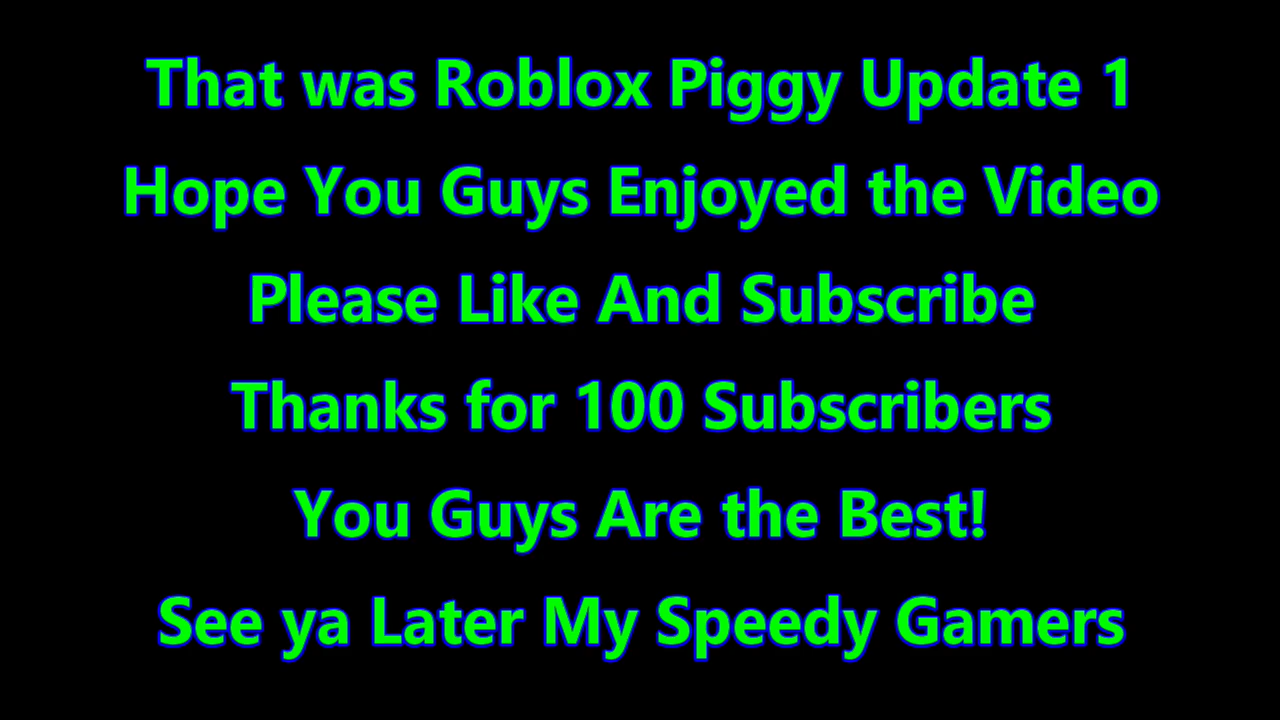 That was Roblox Piggy Update 1
Hope You Guys Enjoyed the Video
Please Like And Subscribe
Thanks for 100 Subscribers
You Guys Are the Best!
See ya Later My Speedy Gamers